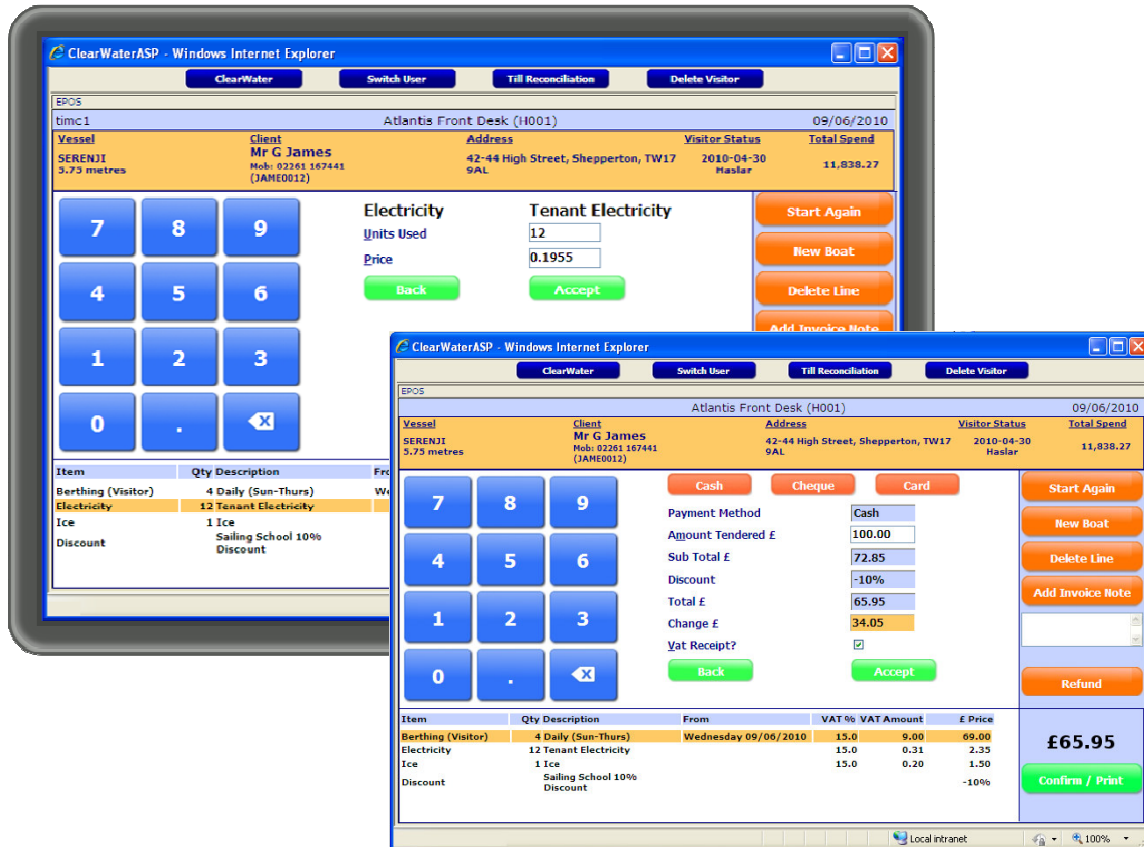 ClearWaterASP - Windows Internet Explorer
ClearWater Switch User Till Reconciliation Delete Visitor
EPOS
timc1 Atlantis Front Desk (H001) 09/06/2010
Vessel Client Address Visitor Status Total Spend
SERENJI Mr G James 42-44 High Street, Shepperton, TW17 2010-04-30 11,838.27
5.75 metres Mob: 02261 167441 9AL Haslar
(JAME0012)
7 8 9
4 5 6
1 2 3
0 .
Electricity Tenant Electricity
Units Used 12
Price 0.1955
Back Accept
Start Again
New Boat
Delete Line
Add Invoice Note
Item Qty Description
Berthing (Visitor) 4 Daily (Sun-Thurs)
Electricity 12 Tenant Electricity
Ice 1 Ice
Discount Sailing School 10%
Discount
ClearWaterASP - Windows Internet Explorer
ClearWater Switch User Till Reconciliation Delete Visitor
EPOS
Atlantis Front Desk (H001) 09/06/2010
Vessel Client Address Visitor Status Total Spend
SERENJI Mr G James 42-44 High Street, Shepperton, TW17 2010-04-30 11,838.27
5.75 metres Mob: 02261 167441 9AL Haslar
(JAME0012)
7 8 9
4 5 6
1 2 3
0 .
Cash Cheque Card
Payment Method Cash
Amount Tendered £ 100.00
Sub Total £ 72.85
Discount -10%
Total £ 65.95
Change £ 34.05
Vat Receipt?
Back Accept
Start Again
New Boat
Delete Line
Add Invoice Note
Refund
Item Qty Description From VAT % VAT Amount £ Price
Berthing (Visitor) 4 Daily (Sun-Thurs) Wednesday 09/06/2010 15.0 9.00 69.00
Electricity 12 Tenant Electricity 15.0 0.31 2.35
Ice 1 Ice 15.0 0.20 1.50
Discount Sailing School 10% -10%
Discount
£65.95
Confirm / Print
Local intranet 100%